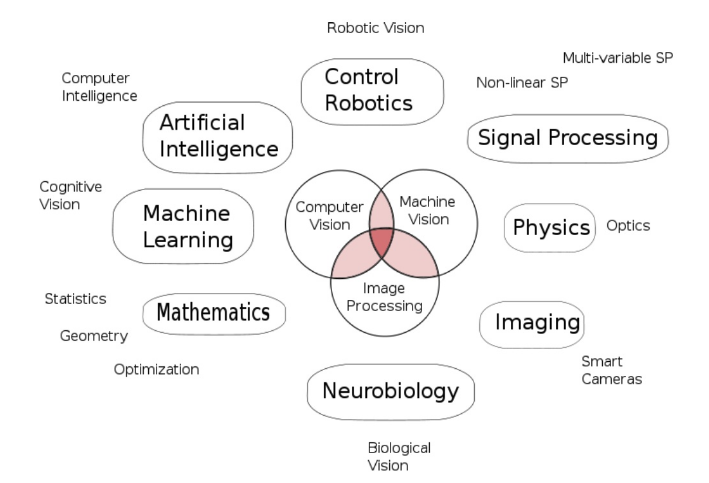 Robotic Vision
Multi-variable SP
Non-linear SP
Computer
Intelligence
Control
Robotics
Artificial
Intelligence
Signal Processing
Cognitive
Vision
Machine
Learning
Computer
Vision
Machine
Vision
Physics
Optics
Image
Processing
Statistics
Geometry
Optimization
Mathematics
Imaging
Smart
Cameras
Neurobiology
Biological
Vision